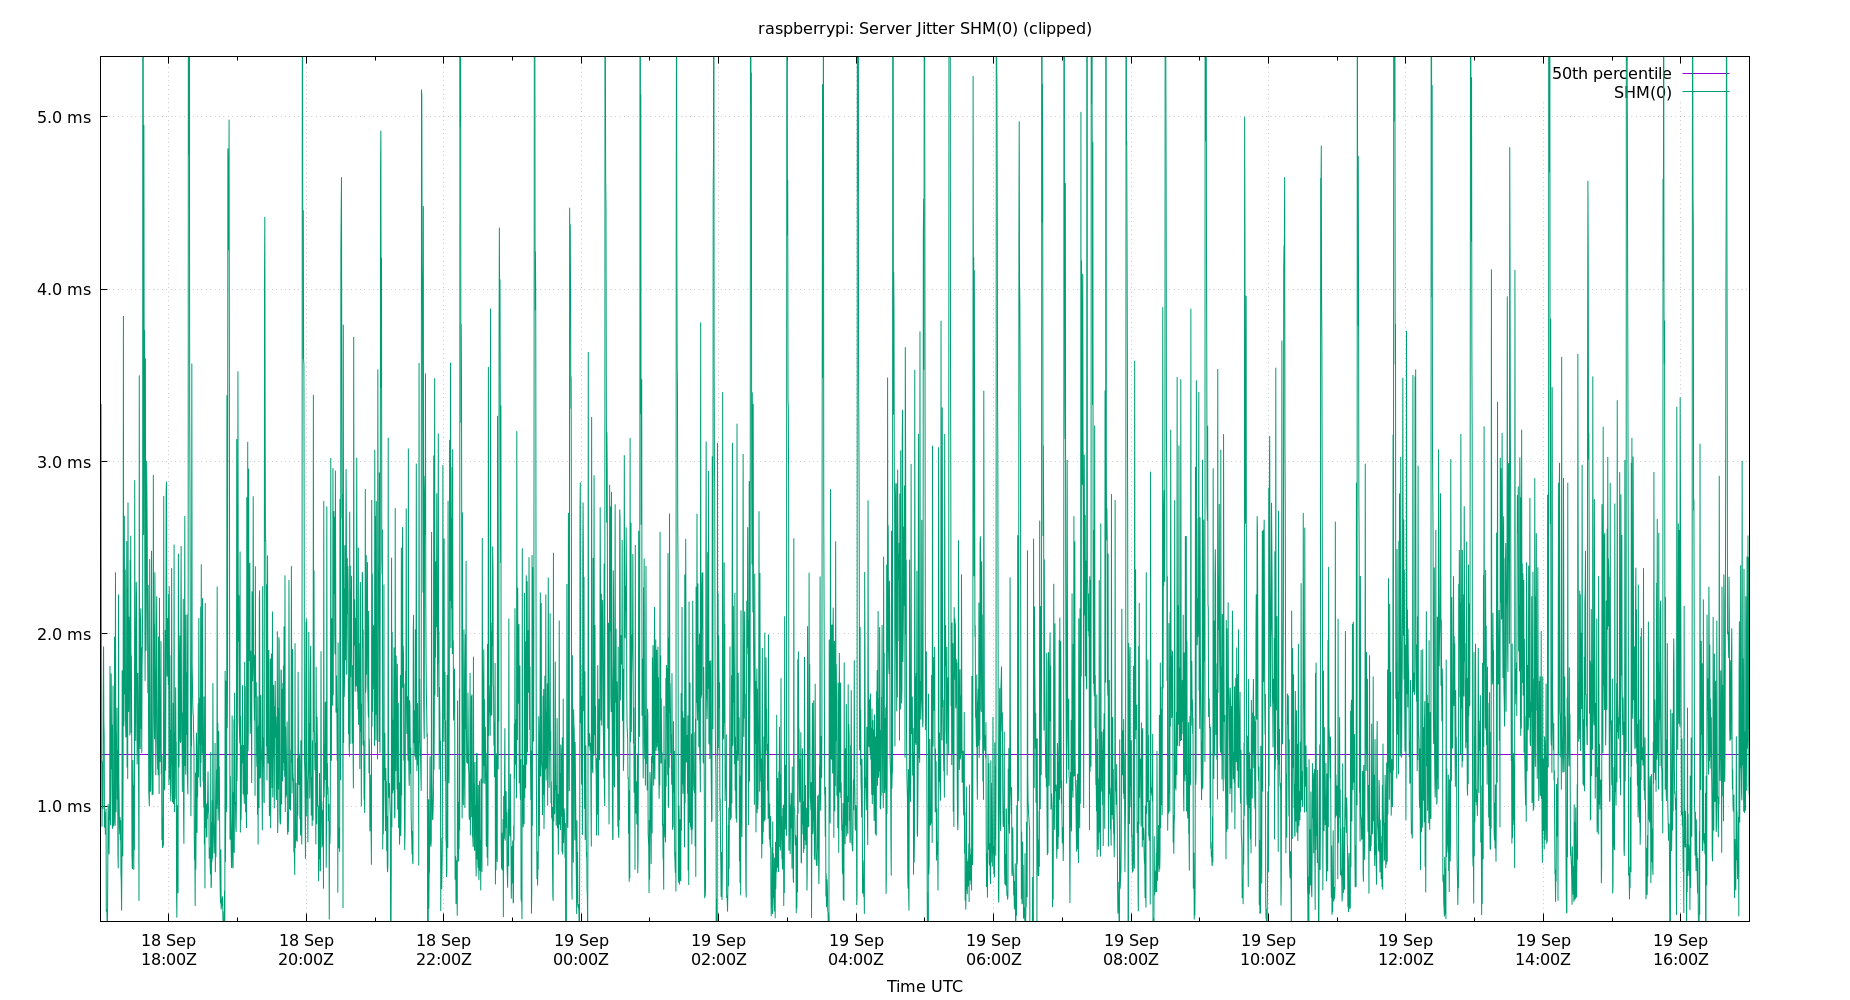 raspberrypi: Server Jitter SHM(0) (clipped)
50th percentile
SHM(0)
5.0 ms
4.0 ms
3.0 ms
2.0 ms
1.0 ms
18 Sep 18 Sep 18 Sep 19 Sep 19 Sep 19 Sep 19 Sep 19 Sep 19 Sep 19 Sep 19 Sep 19 Sep
18:00Z 20:00Z 22:00Z 00:00Z 02:00Z 04:00Z 06:00Z 08:00Z 10:00Z 12:00Z 14:00Z 16:00Z
Time UTC